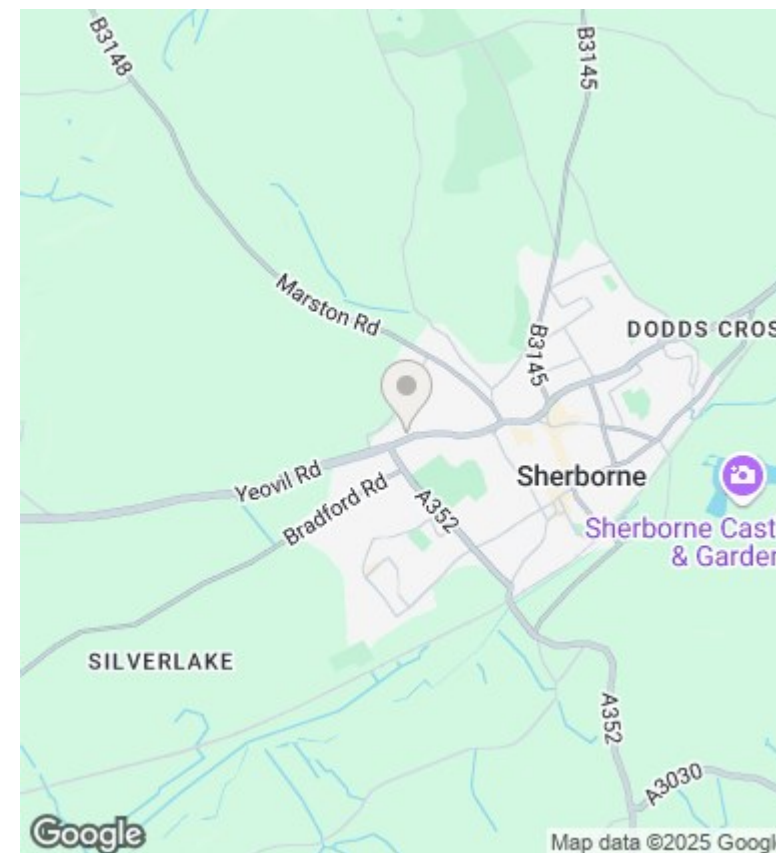 B3148
B3145
Marston Rd
DODDS CROS
B3145
Yeovil Rd
Sherborne
Bradford Rd
A352
Sherborne Cast
& Garden
SILVERLAKE
A352
A3030
Google
Map data ©2025 Googl